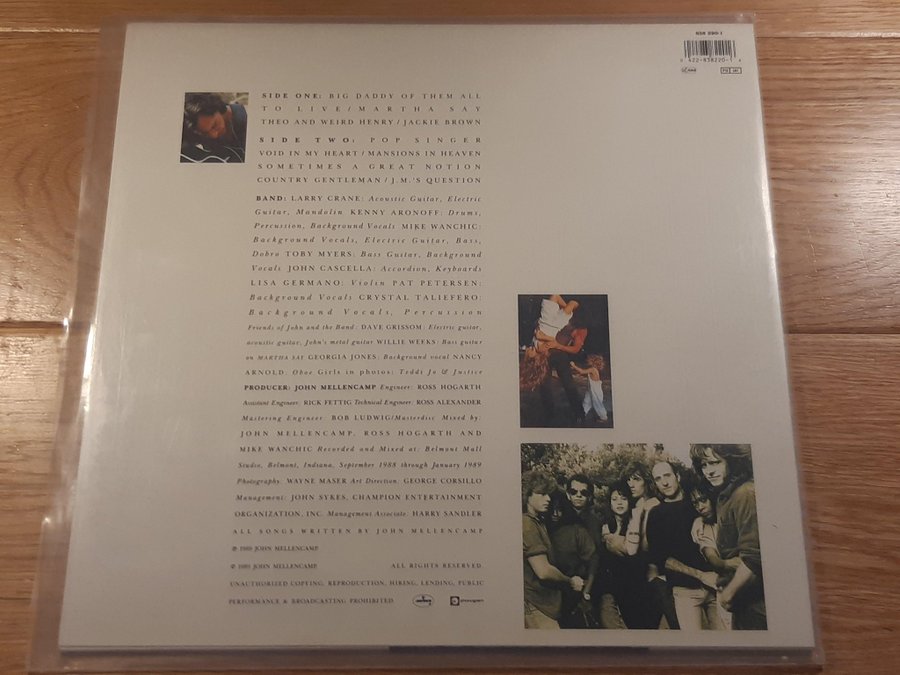 838 220-1
0 422-838220-1 4
SIDE ONE: BIG DADDY OF THEM ALL
TO LIVE / MARTHA SAY
THEO AND WEIRD HENRY / JACKIE BROWN
SIDE TWO: POP SINGER
VOID IN MY HEART / MANSIONS IN HEAVEN
SOMETIMES A GREAT NOTION
COUNTRY GENTLEMAN / J.M.'S QUESTION
BAND: LARRY CRANE: Acoustic Guitar, Electric
Guitar, Mandolin KENNY ARONOFF: Drums,
Percussion, Background Vocals MIKE WANCHIC:
Background Vocals, Electric Guitar, Bass,
Dobro TOBY MYERS: Bass Guitar, Background
Vocals JOHN CASCELLA: Accordion, Keyboards
LISA GERMANO: Violin PAT PETERSEN:
Background Vocals CRYSTAL TALIEFERO:
Background Vocals, Percussion
Friends of John and the Band: DAVE GRISSOM: Electric guitar,
acoustic guitar, John's metal guitar WILLIE WEEKS: Bass guitar
on MARTHA SAY GEORGIA JONES: Background vocal NANCY
ARNOLD: Oboe Girls in photos: Teddi Jo & Justice
PRODUCER: JOHN MELLENCAMP Engineer: ROSS HOGARTH
Assistant Engineer: RICK FETTIG Technical Engineer: ROSS ALEXANDER
Mastering Engineer: BOB LUDWIG/Masterdisc Mixed by:
JOHN MELLENCAMP, ROSS HOGARTH AND
MIKE WANCHIC Recorded and Mixed at: Belmont Mall
Studio, Belmont, Indiana, September 1988 through January 1989
Photography: WAYNE MASER Art Direction: GEORGE CORSILLO
Management: JOHN SYKES, CHAMPION ENTERTAINMENT
ORGANIZATION, INC. Management Associate: HARRY SANDLER
ALL SONGS WRITTEN BY JOHN MELLENCAMP
℗ 1989 JOHN MELLENCAMP
© 1989 JOHN MELLENCAMP ALL RIGHTS RESERVED.
UNAUTHORIZED COPYING, REPRODUCTION, HIRING, LENDING, PUBLIC
PERFORMANCE & BROADCASTING PROHIBITED.
phonogram